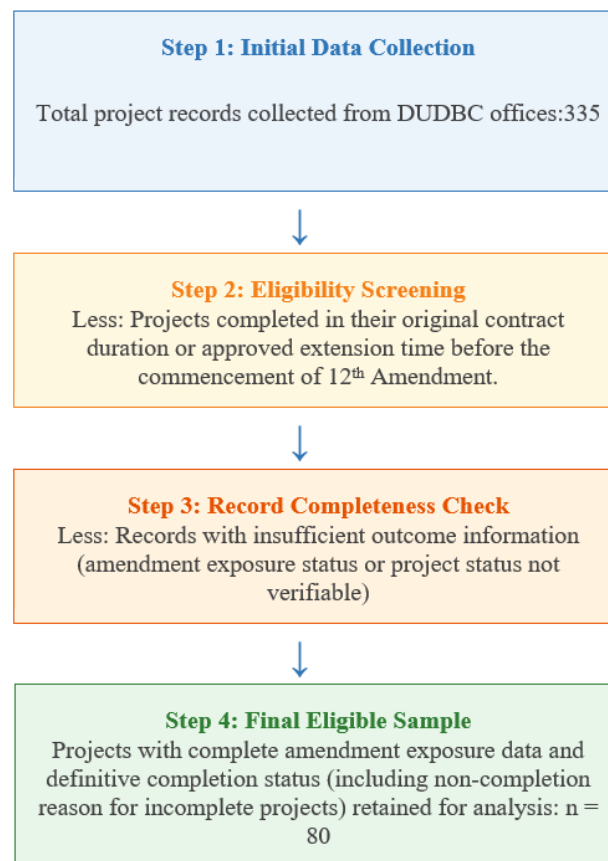 Step 1: Initial Data Collection
Total project records collected from DUDBC offices:335
Step 2: Eligibility Screening
Less: Projects completed in their original contract
duration or approved extension time before the
commencement of 12th Amendment.
Step 3: Record Completeness Check
Less: Records with insufficient outcome information
(amendment exposure status or project status not
verifiable)
Step 4: Final Eligible Sample
Projects with complete amendment exposure data and
definitive completion status (including non-completion
reason for incomplete projects) retained for analysis: n =
80